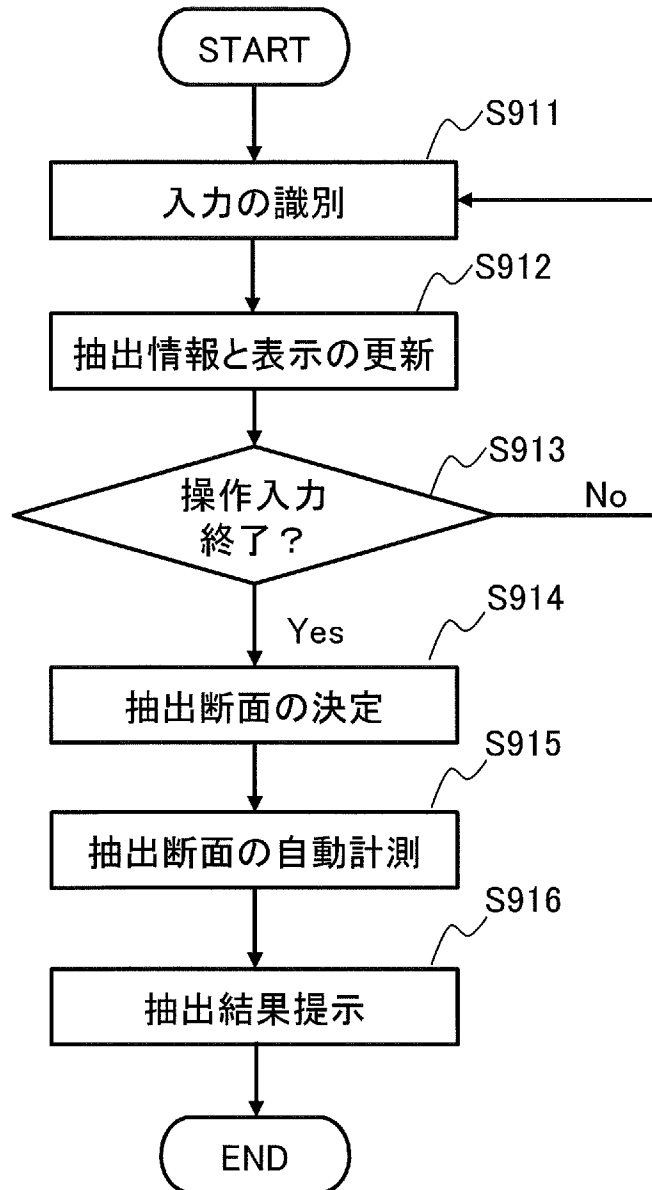 START
S911
入力の識別
S912
抽出情報と表示の更新
S913
操作入力
終了？
No
Yes
S914
抽出断面の決定
S915
抽出断面の自動計測
S916
抽出結果提示
END